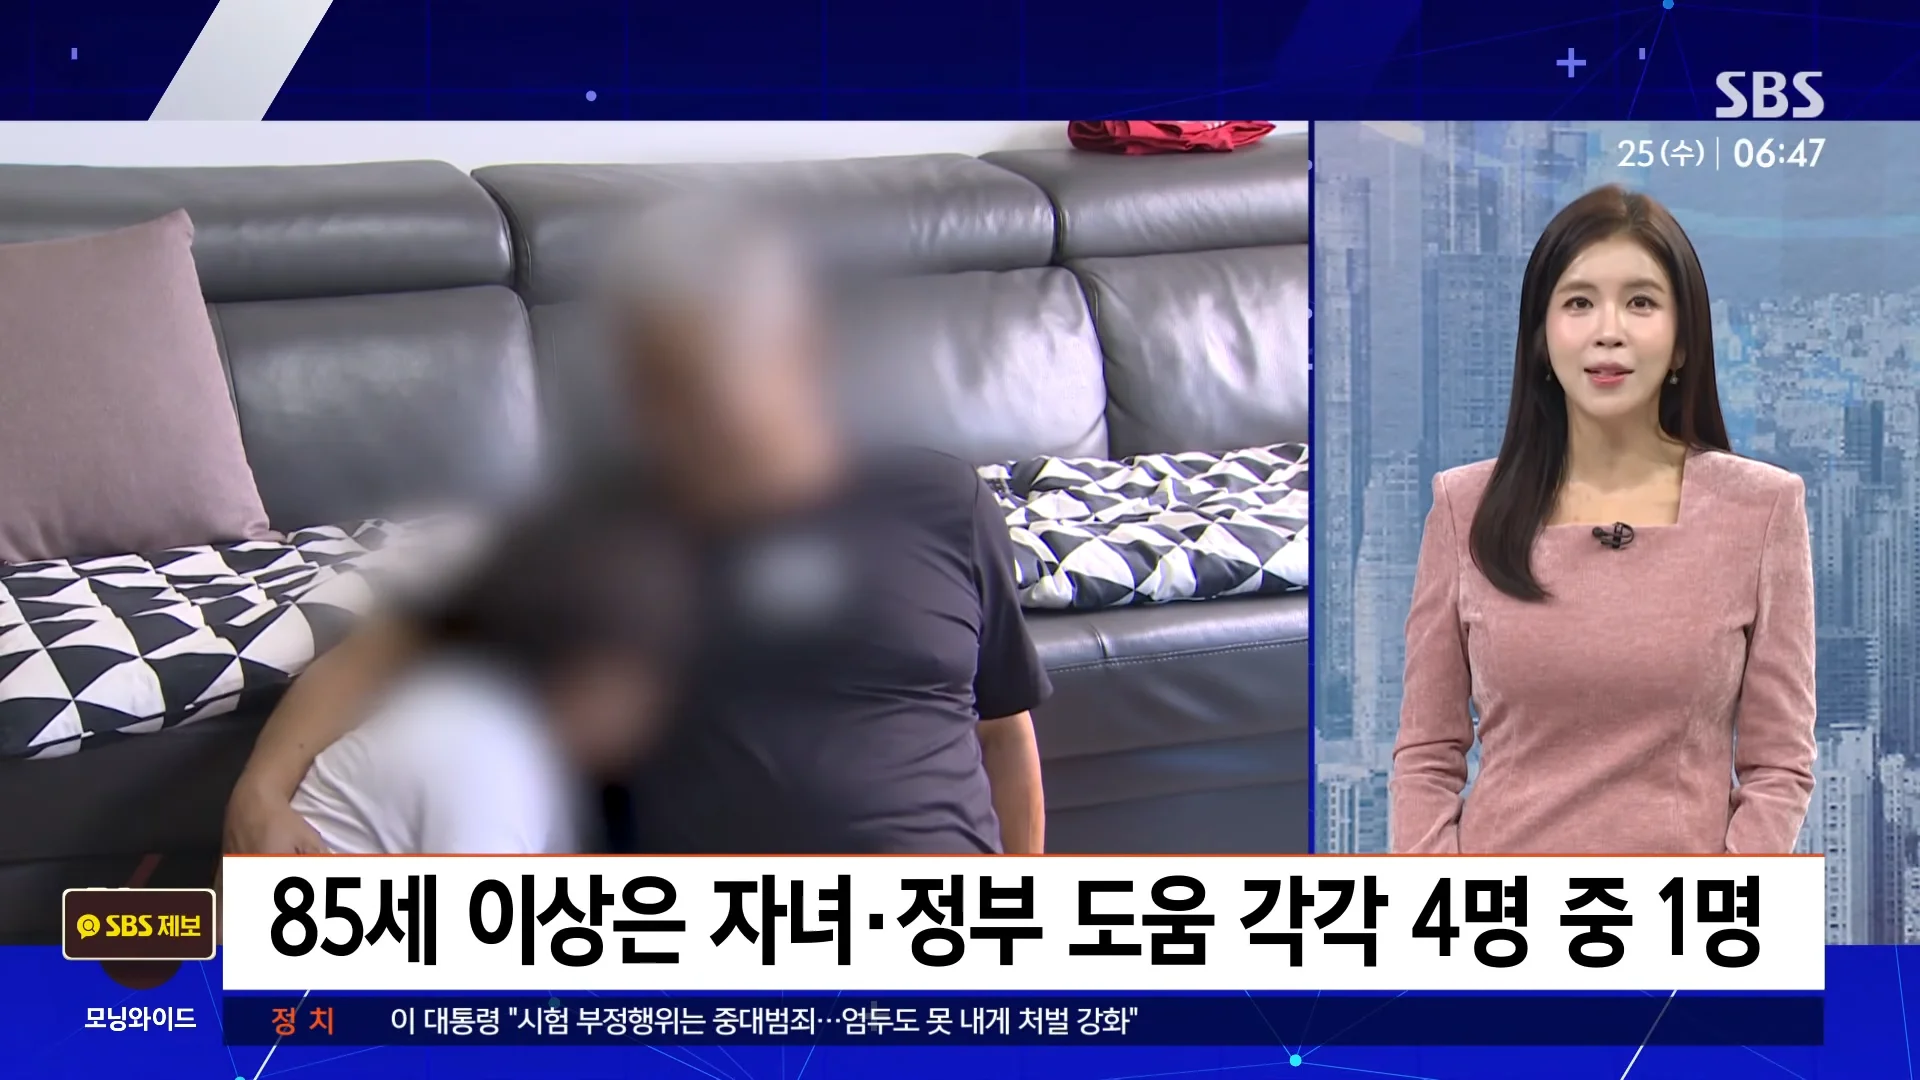 SBS
25(수) | 06:47
85세 이상은 자녀·정부 도움 각각 4명 중 1명
SBS 제보
모닝와이드
정치 이 대통령 "시험 부정행위는 중대범죄…엄두도 못 내게 처벌 강화"